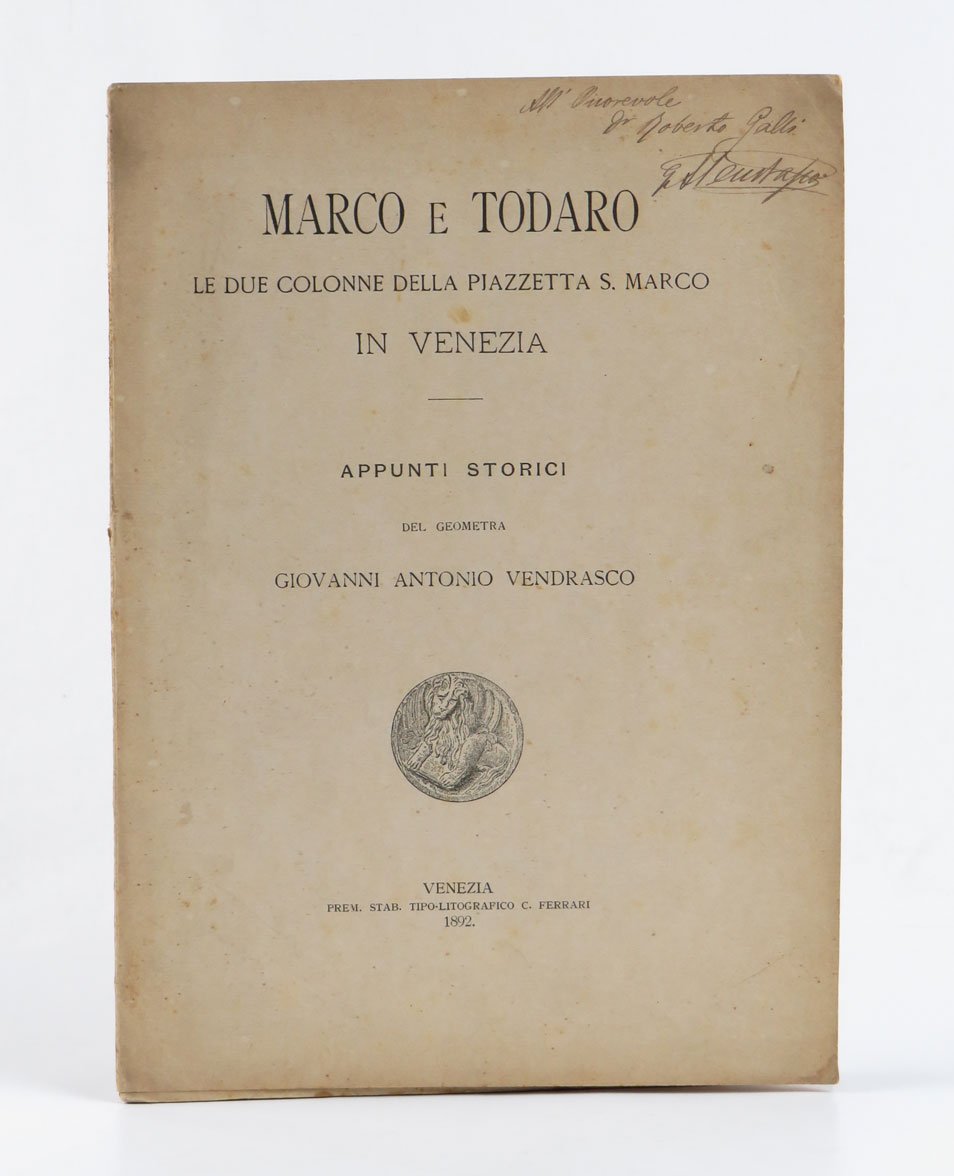 All' Onorevole
Dr Roberto Galli
MARCO E TODARO
LE DUE COLONNE DELLA PIAZZETTA S. MARCO
IN VENEZIA
APPUNTI STORICI
DEL GEOMETRA
GIOVANNI ANTONIO VENDRASCO
VENEZIA
PREM. STAB. TIPO-LITOGRAFICO C. FERRARI
1892.